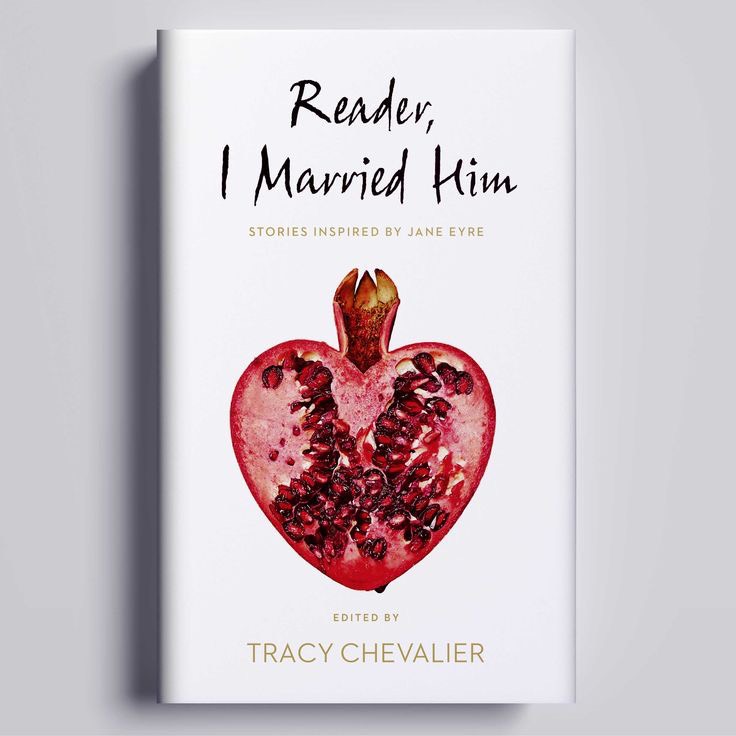 Reader,
I Married Him
STORIES INSPIRED BY JANE EYRE
EDITED BY
TRACY CHEVALIER